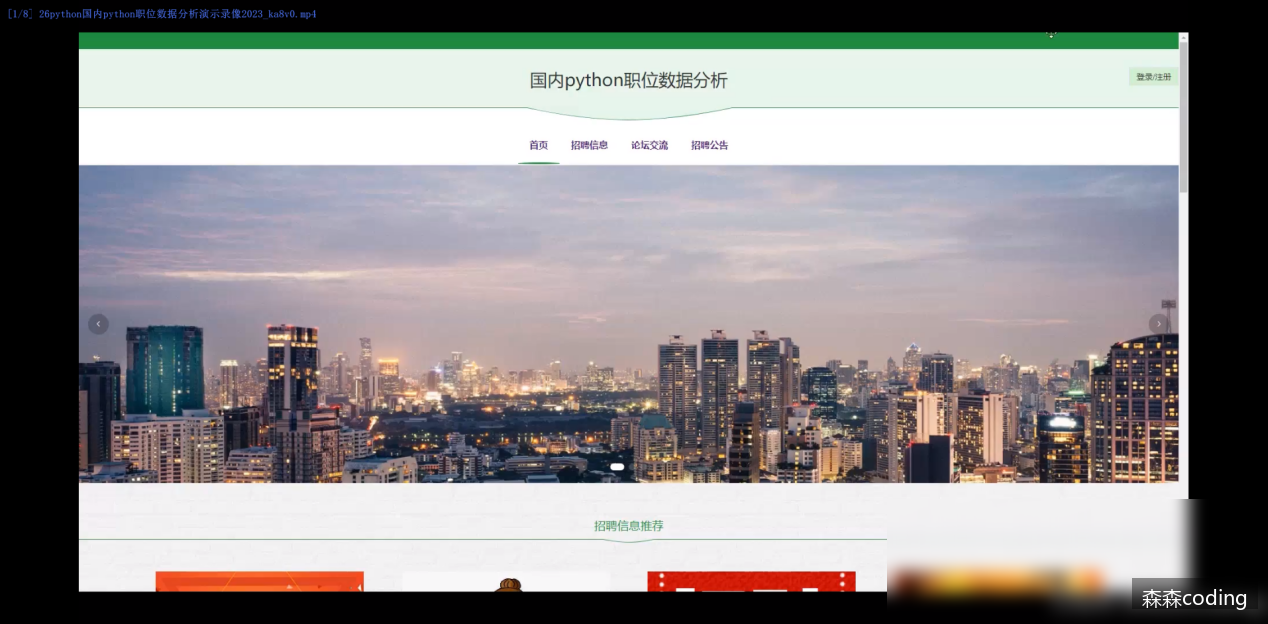 [1/8] 26python国内python职位数据分析演示录像2023_ka8v0.mp4
国内python职位数据分析
登录/注册
首页 招聘信息 论坛交流 招聘公告
招聘信息推荐
森森coding